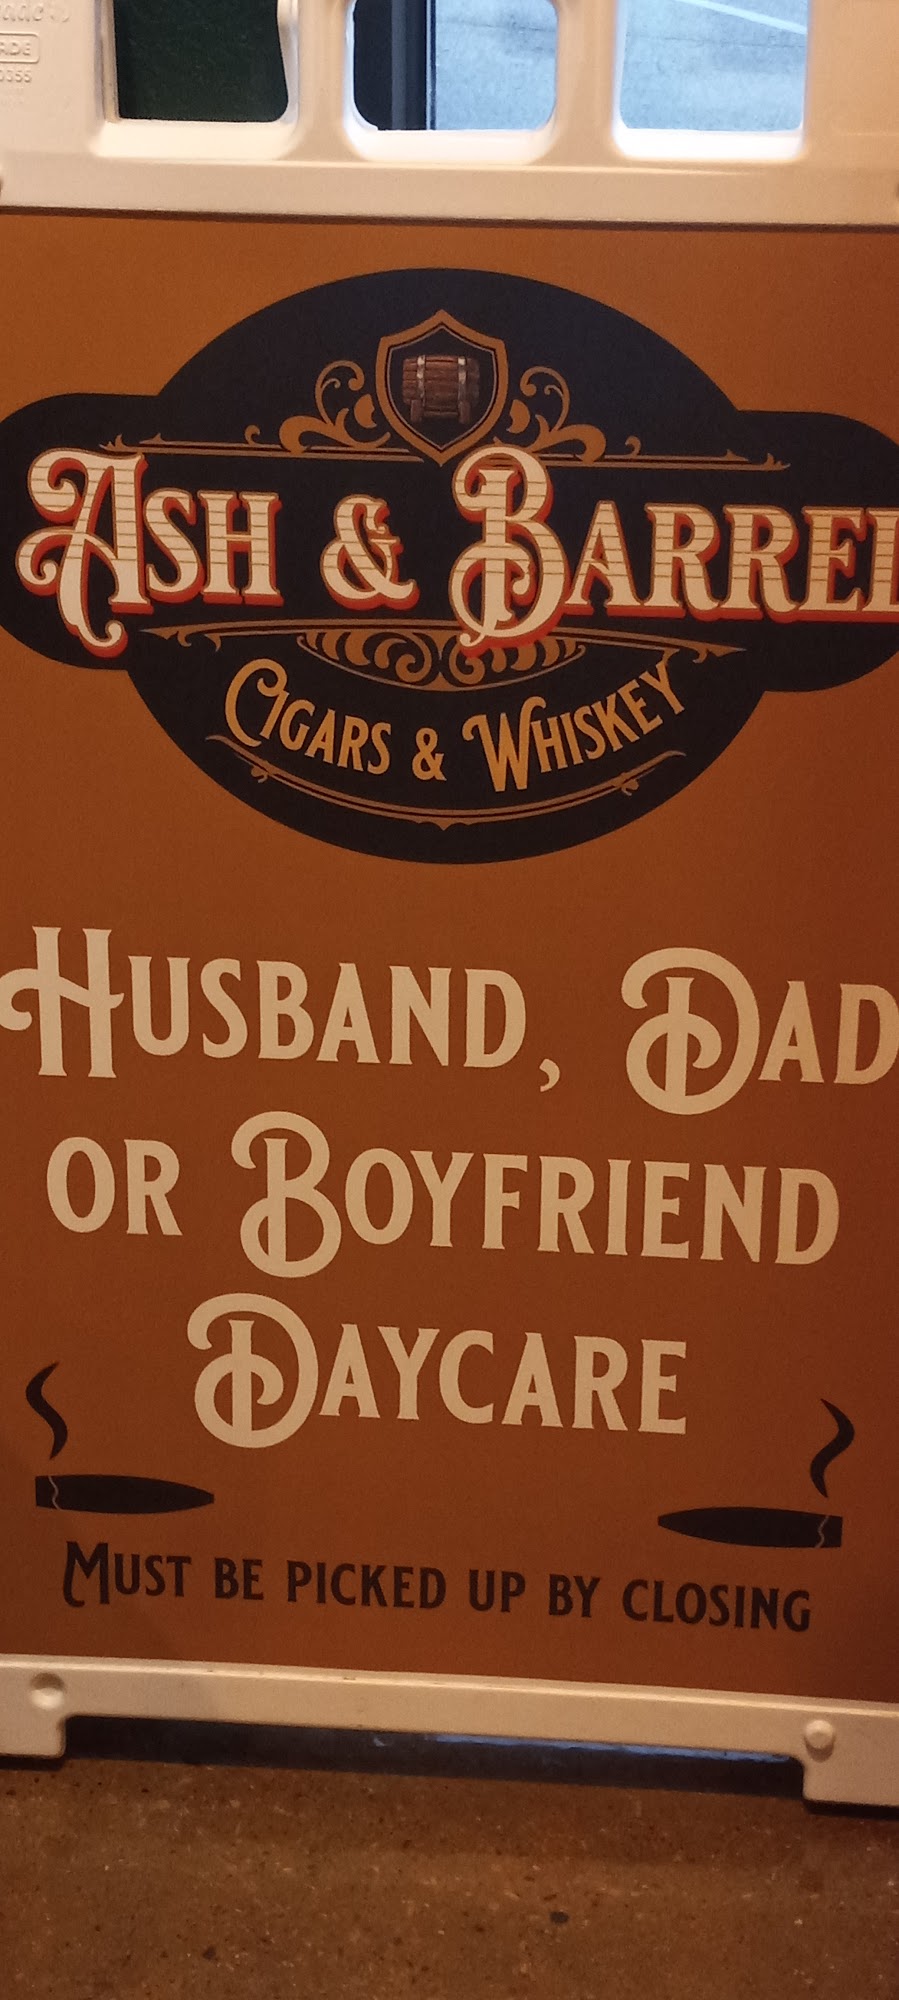 ASH & BARREL
CIGARS & WHISKEY
HUSBAND, DAD
OR BOYFRIEND
DAYCARE
MUST BE PICKED UP BY CLOSING